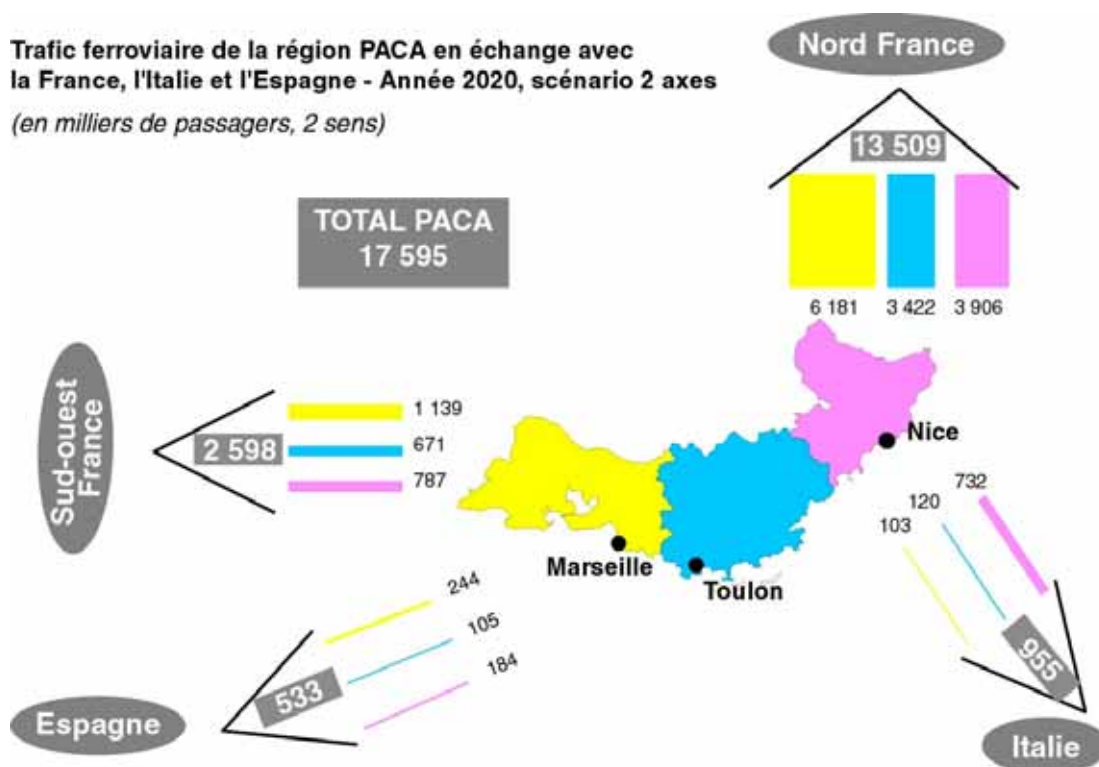 Trafic ferroviaire de la région PACA en échange avec
la France, l'Italie et l'Espagne - Année 2020, scénario 2 axes
(en milliers de passagers, 2 sens)
Nord France
13 509
6 181
3 422
3 906
TOTAL PACA
17 595
Sud-ouest
France
2 598
1 139
671
787
Nice
Marseille
Toulon
732
120
103
955
Italie
244
105
184
533
Espagne